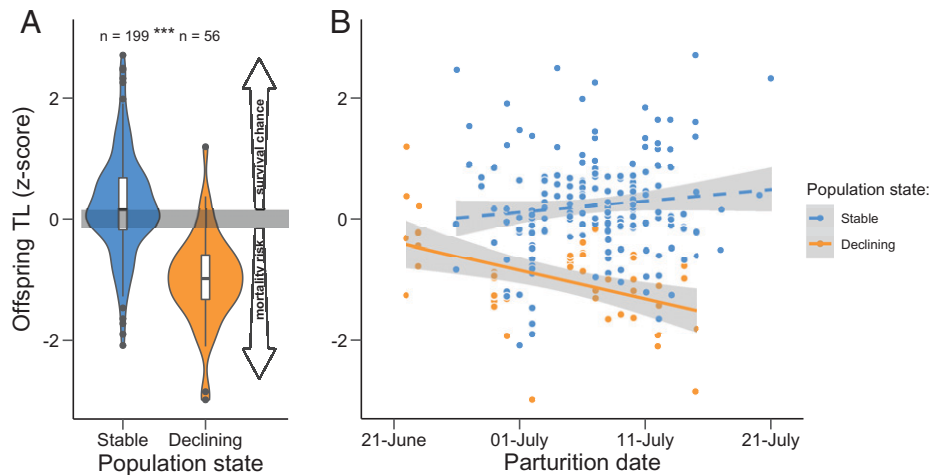 A
n = 199 *** n = 56
Offspring TL (z-score)
2
0
-2
survival chance
mortality risk
Stable Declining
Population state
B
2
0
-2
21-June 01-July 11-July 21-July
Parturition date
Population state:
Stable
Declining